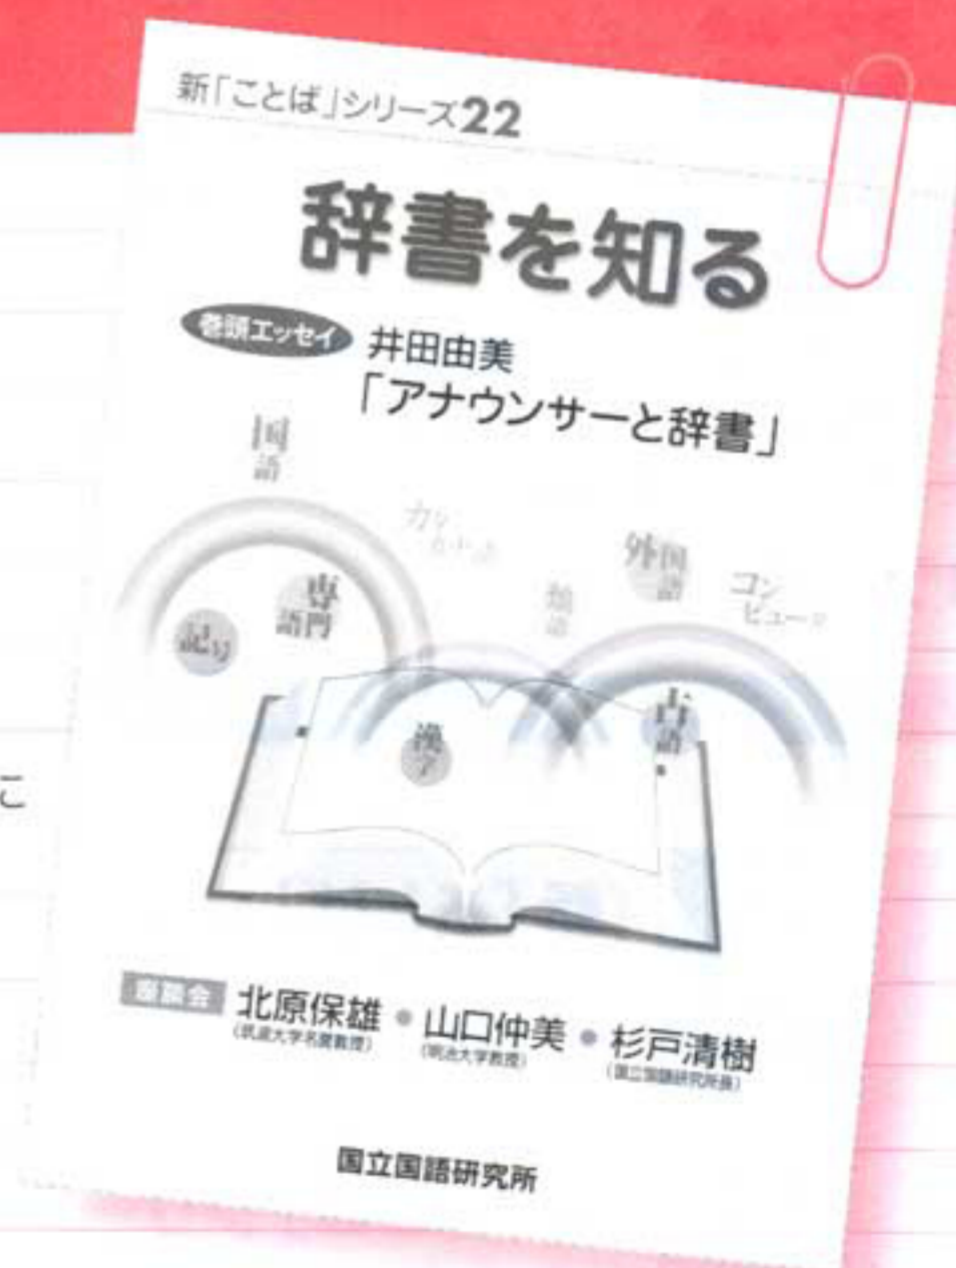 新「ことば」シリーズ22
辞書を知る
巻頭エッセイ 井田由美
「アナウンサーと辞書」
国語
カタ
外国語
コンピュータ
専門語
類語
古語
漢字
こ
座談会 北原保雄・山口仲美・杉戸清樹
(筑波大学名誉教授) (明治大学教授) (国立国語研究所長)
国立国語研究所